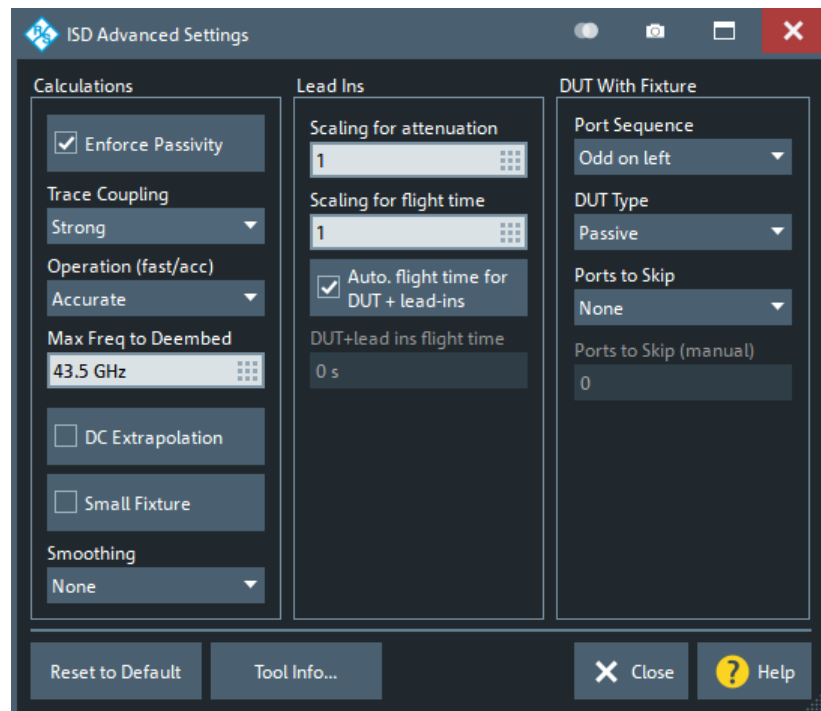 R&S ISD Advanced Settings
Calculations
Enforce Passivity
Trace Coupling
Strong
Operation (fast/acc)
Accurate
Max Freq to Deembed
43.5 GHz
DC Extrapolation
Small Fixture
Smoothing
None
Lead Ins
Scaling for attenuation
1
Scaling for flight time
1
Auto. flight time for
DUT + lead-ins
DUT+lead ins flight time
0 s
DUT With Fixture
Port Sequence
Odd on left
DUT Type
Passive
Ports to Skip
None
Ports to Skip (manual)
0
Reset to Default
Tool Info...
Close
? Help